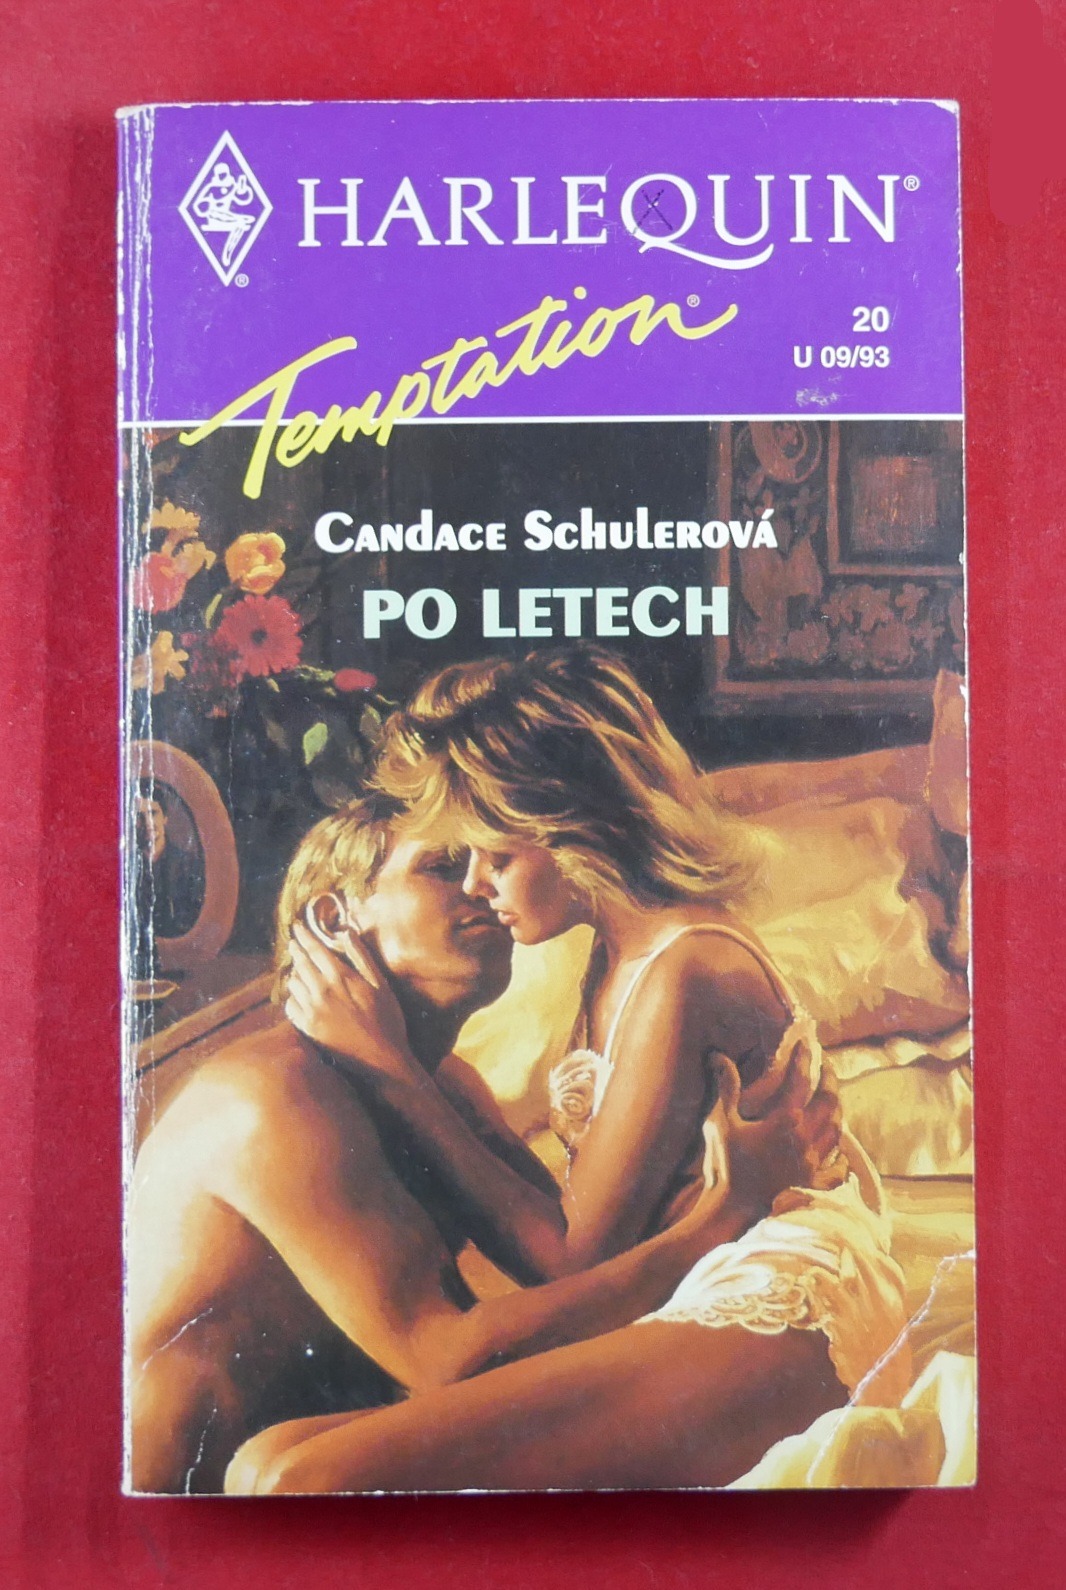 HARLEQUIN®
Temptation®
20
U 09/93
Candace Schulerová
PO LETECH